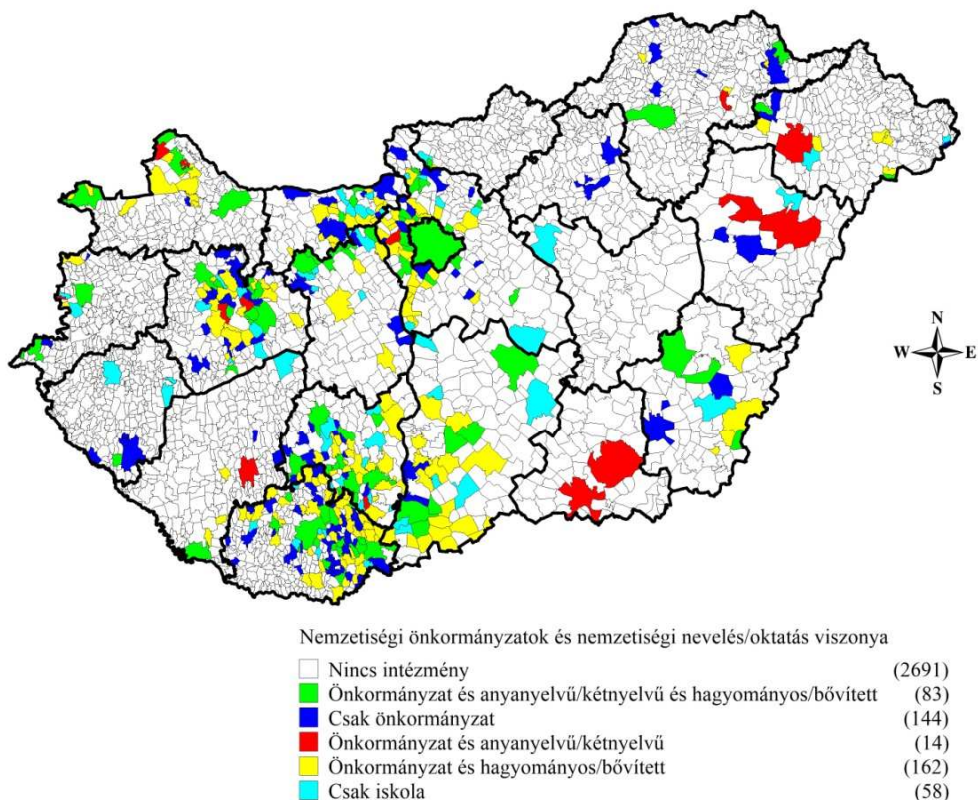 N
W E
S
Nemzetiségi önkormányzatok és nemzetiségi nevelés/oktatás viszonya
Nincs intézmény (2691)
Önkormányzat és anyanyelvű/kétnyelvű és hagyományos/bővített (83)
Csak önkormányzat (144)
Önkormányzat és anyanyelvű/kétnyelvű (14)
Önkormányzat és hagyományos/bővített (162)
Csak iskola (58)